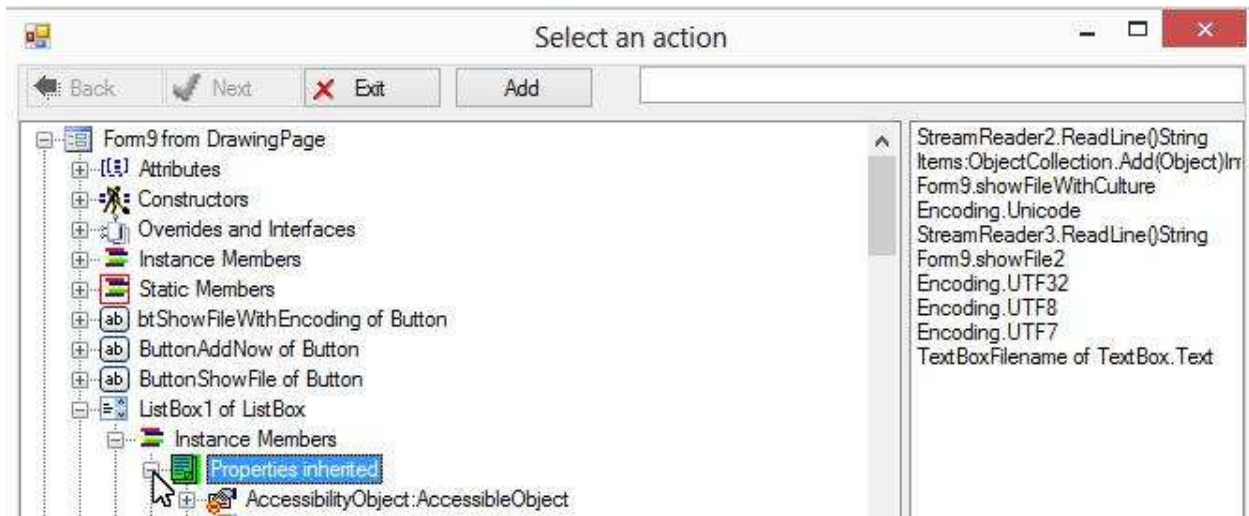 Select an action
Back Next Exit Add
Form9 from DrawingPage
Attributes
Constructors
Overrides and Interfaces
Instance Members
Static Members
btShowFileWithEncoding of Button
ButtonAddNow of Button
ButtonShowFile of Button
ListBox1 of ListBox
Instance Members
Properties inherited
AccessibilityObject:AccessibleObject
StreamReader2.ReadLine()String
Items:ObjectCollection.Add(Object)In
Form9.showFileWithCulture
Encoding.Unicode
StreamReader3.ReadLine()String
Form9.showFile2
Encoding.UTF32
Encoding.UTF8
Encoding.UTF7
TextBoxFilename of TextBox.Text